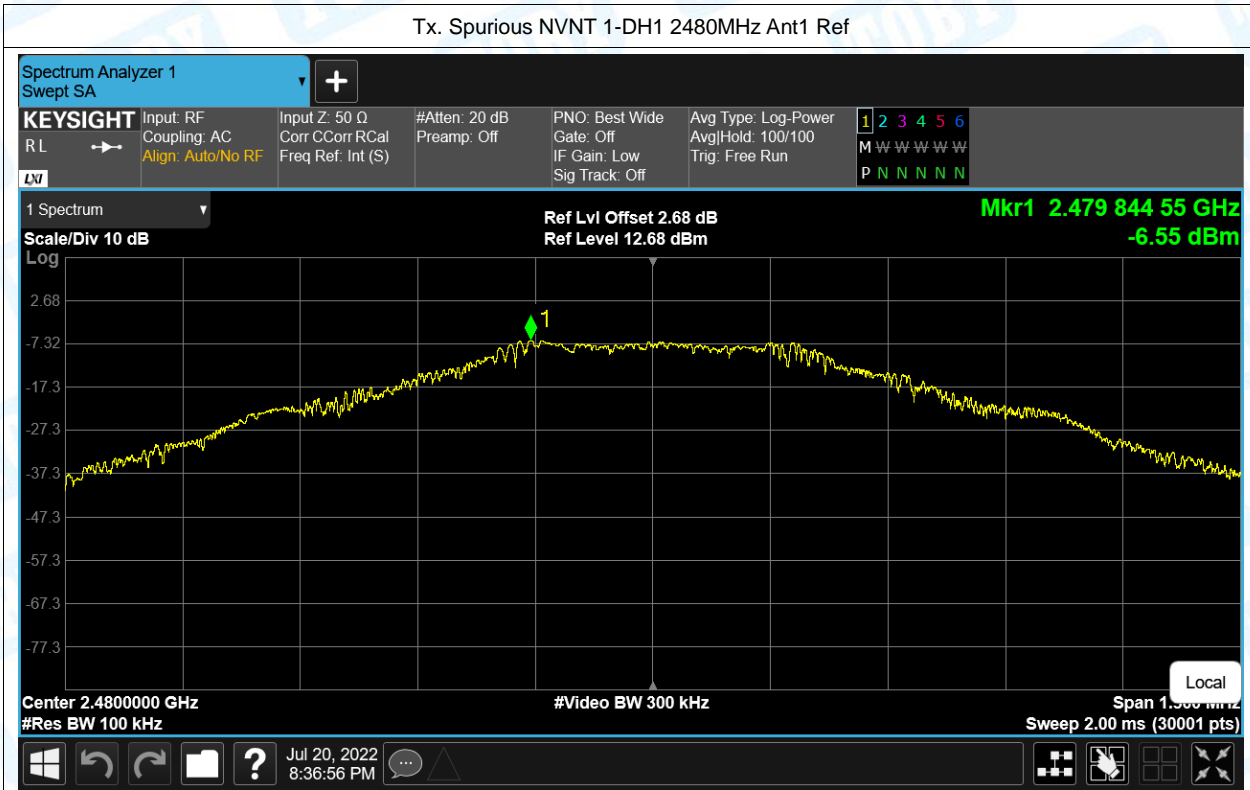 Tx. Spurious NVNT 1-DH1 2480MHz Ant1 Ref
Spectrum Analyzer 1
Swept SA
KEYSIGHT
R L
LXI
Input: RF
Coupling: AC
Align: Auto/No RF
Input Z: 50 Ω
Corr CCorr RCal
Freq Ref: Int (S)
#Atten: 20 dB
Preamp: Off
PNO: Best Wide
Gate: Off
IF Gain: Low
Sig Track: Off
Avg Type: Log-Power
Avg|Hold: 100/100
Trig: Free Run
1 2 3 4 5 6
M W W W W W
P N N N N N
1 Spectrum
Scale/Div 10 dB
Ref Lvl Offset 2.68 dB
Ref Level 12.68 dBm
Mkr1 2.479 844 55 GHz
-6.55 dBm
Log
2.68
-7.32
-17.3
-27.3
-37.3
-47.3
-57.3
-67.3
-77.3
1
Local
Center 2.4800000 GHz
#Video BW 300 kHz
Span
#Res BW 100 kHz
Sweep 2.00 ms (30001 pts)
?
Jul 20, 2022
8:36:56 PM